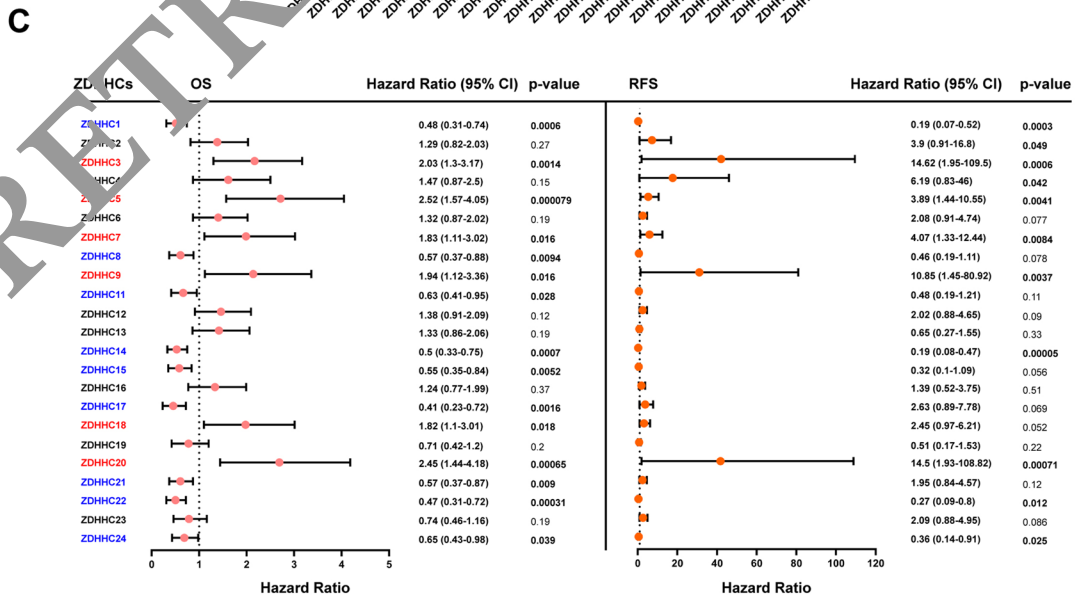 C
ZDHHCs OS Hazard Ratio (95% CI) p-value RFS Hazard Ratio (95% CI) p-value
ZDHHC1 0.48 (0.31-0.74) 0.0006 0.19 (0.07-0.52) 0.0003
ZDHHC2 1.29 (0.82-2.03) 0.27 3.9 (0.91-16.8) 0.049
ZDHHC3 2.03 (1.3-3.17) 0.0014 14.62 (1.95-109.5) 0.0006
ZDHHC4 1.47 (0.87-2.5) 0.15 6.19 (0.83-46) 0.042
ZDHHC5 2.52 (1.57-4.05) 0.000079 3.89 (1.44-10.55) 0.0041
ZDHHC6 1.32 (0.87-2.02) 0.19 2.08 (0.91-4.74) 0.077
ZDHHC7 1.83 (1.11-3.02) 0.016 4.07 (1.33-12.44) 0.0084
ZDHHC8 0.57 (0.37-0.88) 0.0094 0.46 (0.19-1.11) 0.078
ZDHHC9 1.94 (1.12-3.36) 0.016 10.85 (1.45-80.92) 0.0037
ZDHHC11 0.63 (0.41-0.95) 0.028 0.48 (0.19-1.21) 0.11
ZDHHC12 1.38 (0.91-2.09) 0.12 2.02 (0.88-4.65) 0.09
ZDHHC13 1.33 (0.86-2.06) 0.19 0.65 (0.27-1.55) 0.33
ZDHHC14 0.5 (0.33-0.75) 0.0007 0.19 (0.08-0.47) 0.00005
ZDHHC15 0.55 (0.35-0.84) 0.0052 0.32 (0.1-1.09) 0.056
ZDHHC16 1.24 (0.77-1.99) 0.37 1.39 (0.52-3.75) 0.51
ZDHHC17 0.41 (0.23-0.72) 0.0016 2.63 (0.89-7.78) 0.069
ZDHHC18 1.82 (1.1-3.01) 0.018 2.45 (0.97-6.21) 0.052
ZDHHC19 0.71 (0.42-1.2) 0.2 0.51 (0.17-1.53) 0.22
ZDHHC20 2.45 (1.44-4.18) 0.00065 14.5 (1.93-108.82) 0.00071
ZDHHC21 0.57 (0.37-0.87) 0.009 1.95 (0.84-4.57) 0.12
ZDHHC22 0.47 (0.31-0.72) 0.00031 0.27 (0.09-0.8) 0.012
ZDHHC23 0.74 (0.46-1.16) 0.19 2.09 (0.88-4.95) 0.086
ZDHHC24 0.65 (0.43-0.98) 0.039 0.36 (0.14-0.91) 0.025
0 1 2 3 4 5 0 20 40 60 80 100 120
Hazard Ratio Hazard Ratio
RETR